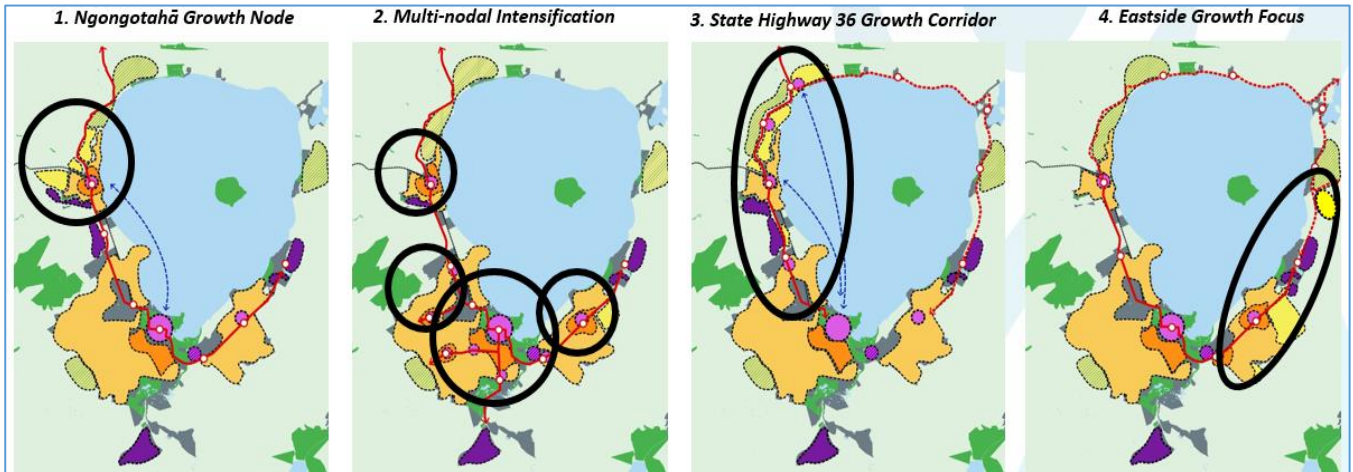 1. Ngongotahā Growth Node
2. Multi-nodal Intensification
3. State Highway 36 Growth Corridor
4. Eastside Growth Focus